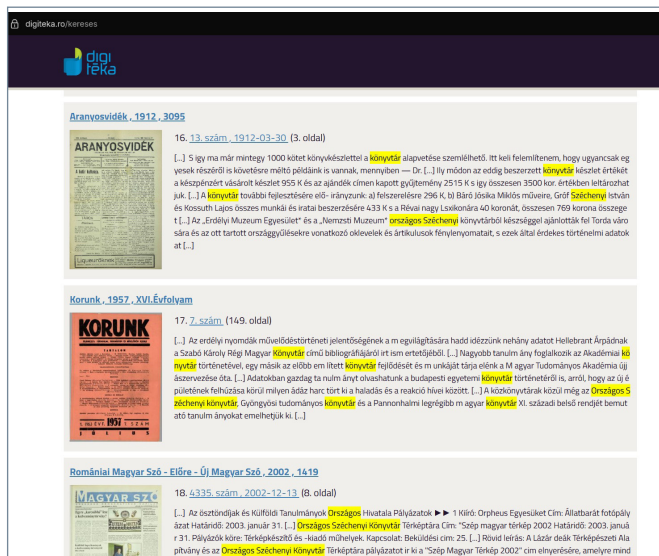 digiteka.ro/kereses
digi
téka
Aranyosvidék , 1912 , 3095
ARANYOSVIDÉK
16. 13. szám , 1912-03-30 (3. oldal)
[...] S igy ma már mintegy 1000 kötet könyvkészlettel a könyvtár alapvetése szemlélhető. Itt keli felemlítenem, hogy ugyancsak eg
yesek részéről is követésre méltó példáink is vannak, mennyiben — Dr. [...] Ily módon az eddig beszerzett könyvtár készlet értékét
a készpénzért vásárolt készlet 955 K és az ajándék címen kapott gyűjtemény 2515 K s igy összesen 3500 kor. értékben leltározhat
juk. [...] A könyvtár további fejlesztésére elő- irányzunk: a) felszerelésre 296 K, b) Báró Jósika Miklós műveire, Gróf Széchenyi István
és Kossuth Lajos összes munkái és iratai beszerzésére 433 K s a Révai nagy Lsxikonára 40 koronát, összesen 769 korona összege
t [...] Az „Erdélyi Muzeum Egyesület" és a „Nemzsti Muzeum" országos Széchenyi könyvtárból készséggel ajánlották fel Torda váro
sára és az ott tartott országgyűlésekre vonatkozó oklevelek és ártikulusok fénylenyomatait, s ezek által érdekes történelmi adatok
at [...]
Liqueurtének
Korunk , 1957 , XVI.Évfolyam
KORUNK
1957
17. 7. szám (149. oldal)
[...] Az erdélyi nyomdák művelődéstörténeti jelentőségének a m egvilágítására hadd idézzünk nehány adatot Hellebrant Árpádnak
a Szabó Károly Régi Magyar Könyvtár című bibliográfiájáról irt ism ertetőjéből. [...] Nagyobb tanulm ány foglalkozik az Akadémiai kö
nyvtár történetével, egy másik az előbb em lített könyvtár fejlődését és m unkáját tárja elénk a M agyar Tudományos Akadémia újj
ászervezése óta. [...] Adatokban gazdag ta nulm ányt olvashatunk a budapesti egyetemi könyvtár történetéről is, arról, hogy az új é
pületének felhúzása körül milyen ádáz harc tört ki a haladás és a reakció hívei között. [...] A közkönyvtárak közül még az Országos S
zéchenyi könyvtár, Gyöngyösi tudományos könyvtár és a Pannonhalmi legrégibb m agyar könyvtár XI. századi belső rendjét bemut
ató tanulm ányokat emelhetjük ki. [...]
Romániai Magyar Szó - Előre - Új Magyar Szó , 2002 , 1419
MAGYAR SZÓ
18. 4335. szám , 2002-12-13 (8. oldal)
[...] Az ösztöndíjak és Külföldi Tanulmányok Országos Hivatala Pályázatok ►► 1 Kiíró: Orpheus Egyesüket Cím: Állatbarát fotópály
ázat Határidő: 2003. január 31. [...] Országos Széchenyi Könyvtár Térképtára Cím: "Szép magyar térkép 2002 Határidő: 2003. januá
r 31. Pályázók köre: Térképkészítő és -kiadó műhelyek. Kapcsolat: Beküldési cim: 25. [...] Rövid leírás: A Lázár deák Térképészeti Ala
pítvány és az Országos Széchenyi Könyvtár Térképtára pályázatot ir ki a "Szép Magyar Térkép 2002" cim elnyerésére, amelyre miná